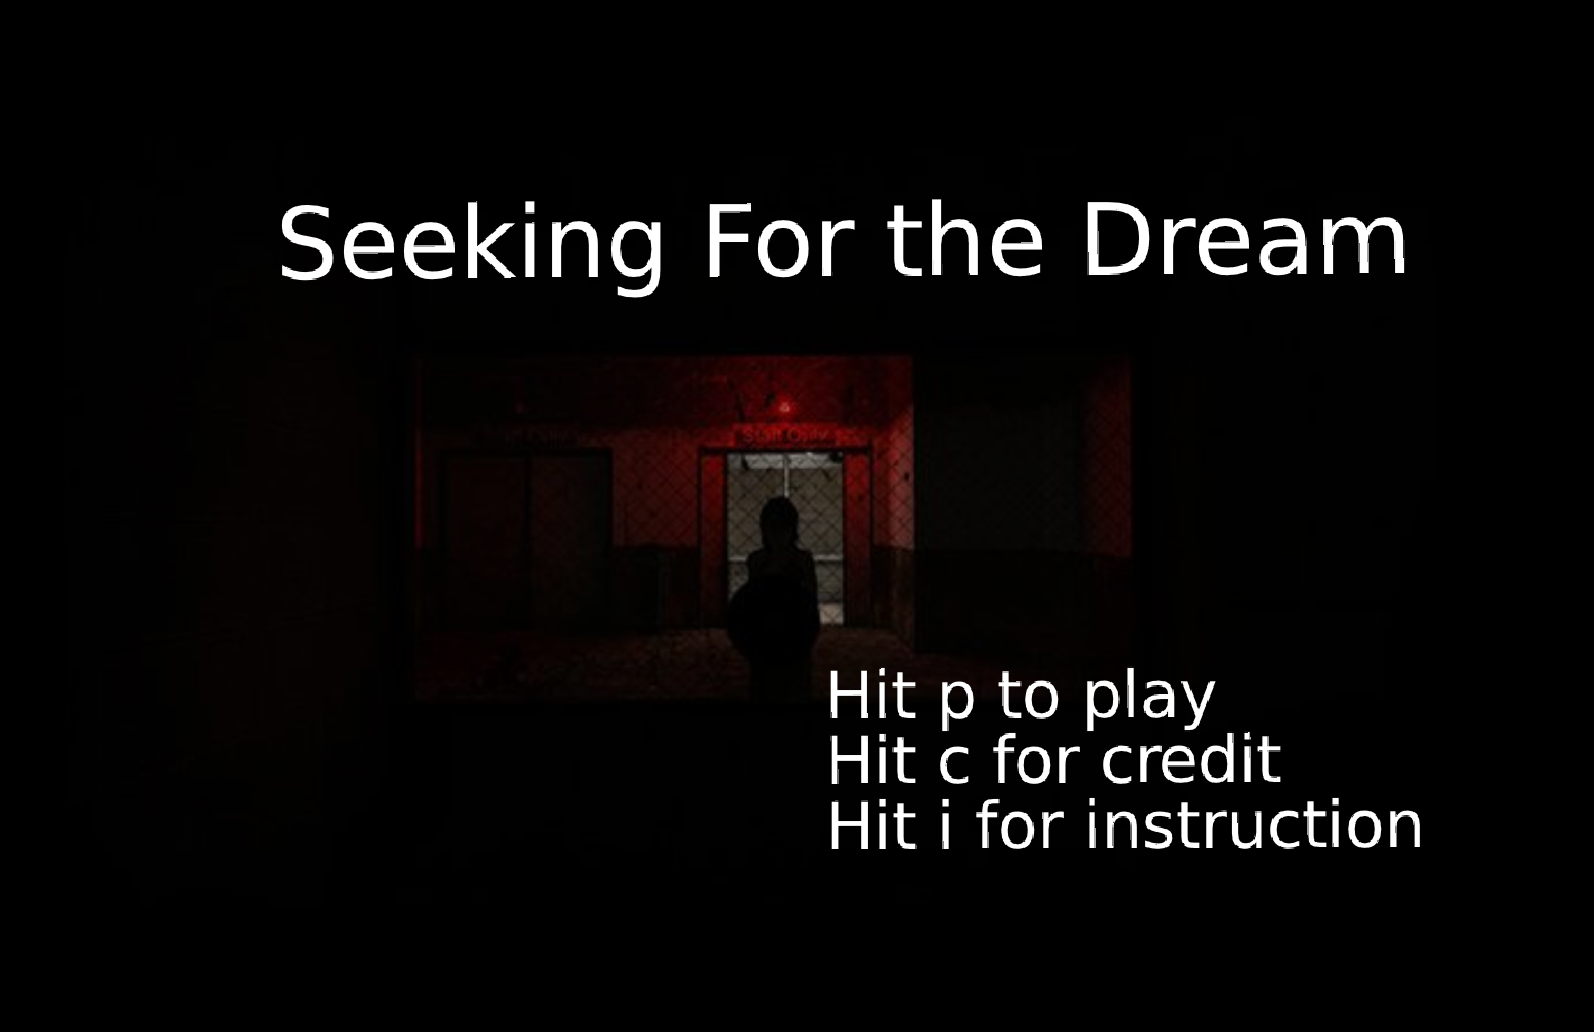 Seeking For the Dream
Hit p to play
Hit c for credit
Hit i for instruction